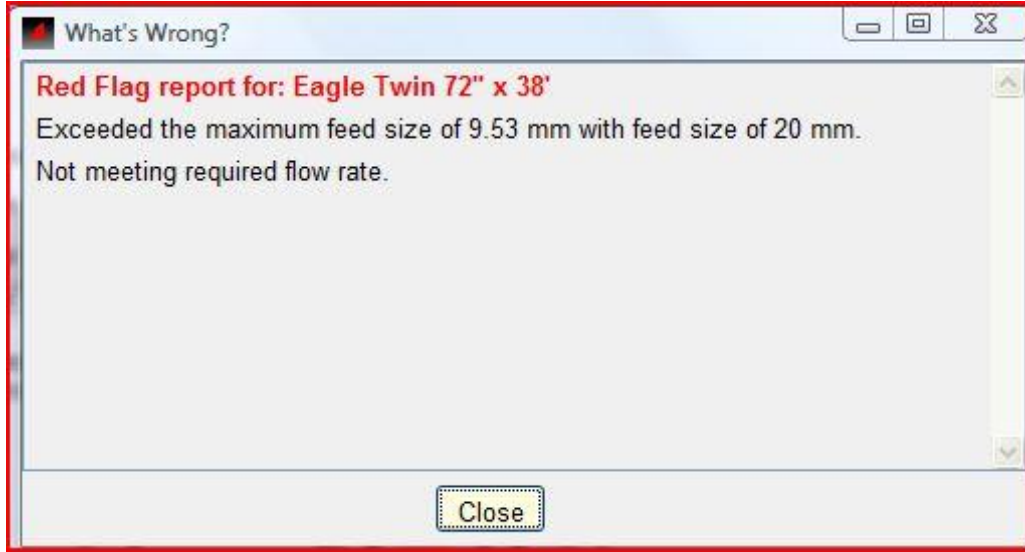 What's Wrong?
Red Flag report for: Eagle Twin 72" x 38'
Exceeded the maximum feed size of 9.53 mm with feed size of 20 mm.
Not meeting required flow rate.
Close